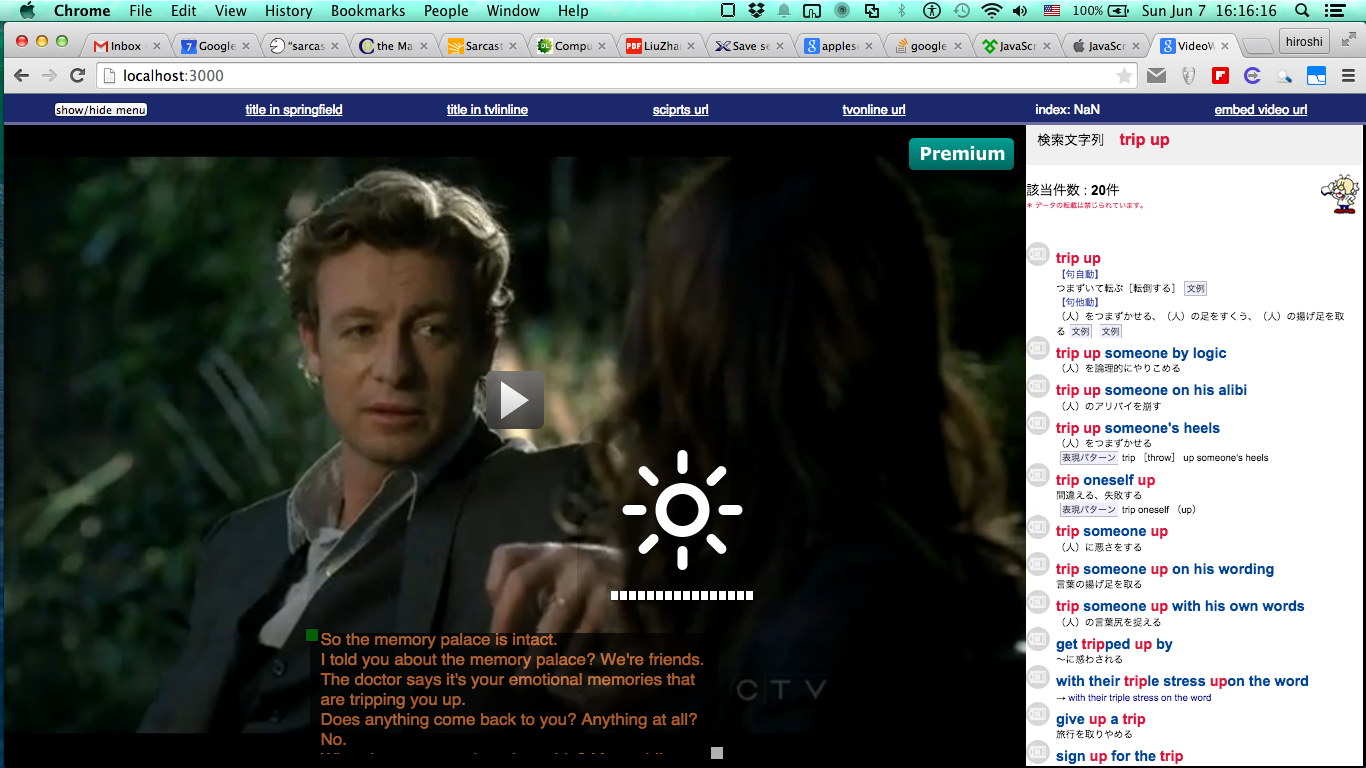 Chrome File Edit View History Bookmarks People Window Help 100% Sun Jun 7 16:16:16
Inbox Google "sarcas the Ma Sarcast Compu LiuZhar Save se applesc google JavaScr JavaScr VideoW hiroshi
localhost:3000
show/hide menu title in springfield title in tvlinline sciprts url tvonline url index: NaN embed video url
Premium
So the memory palace is intact.
I told you about the memory palace? We're friends.
The doctor says it's your emotional memories that
are tripping you up.
Does anything come back to you? Anything at all?
No.
CTV
検索文字列 trip up
該当件数 : 20件
* データの転載は禁じられています。
trip up
【句自動】
つまずいて転ぶ［転倒する］ 文例
【句他動】
（人）をつまずかせる、（人）の足をすくう、（人）の揚げ足を取
る 文例 文例
trip up someone by logic
（人）を論理的にやりこめる
trip up someone on his alibi
（人）のアリバイを崩す
trip up someone's heels
（人）をつまずかせる
表現パターン trip ［throw］ up someone's heels
trip oneself up
間違える、失敗する
表現パターン trip oneself （up）
trip someone up
（人）に悪さをする
trip someone up on his wording
言葉の揚げ足を取る
trip someone up with his own words
（人）の言葉尻を捉える
get tripped up by
～に惑わされる
with their triple stress upon the word
→ with their triple stress on the word
give up a trip
旅行を取りやめる
sign up for the trip